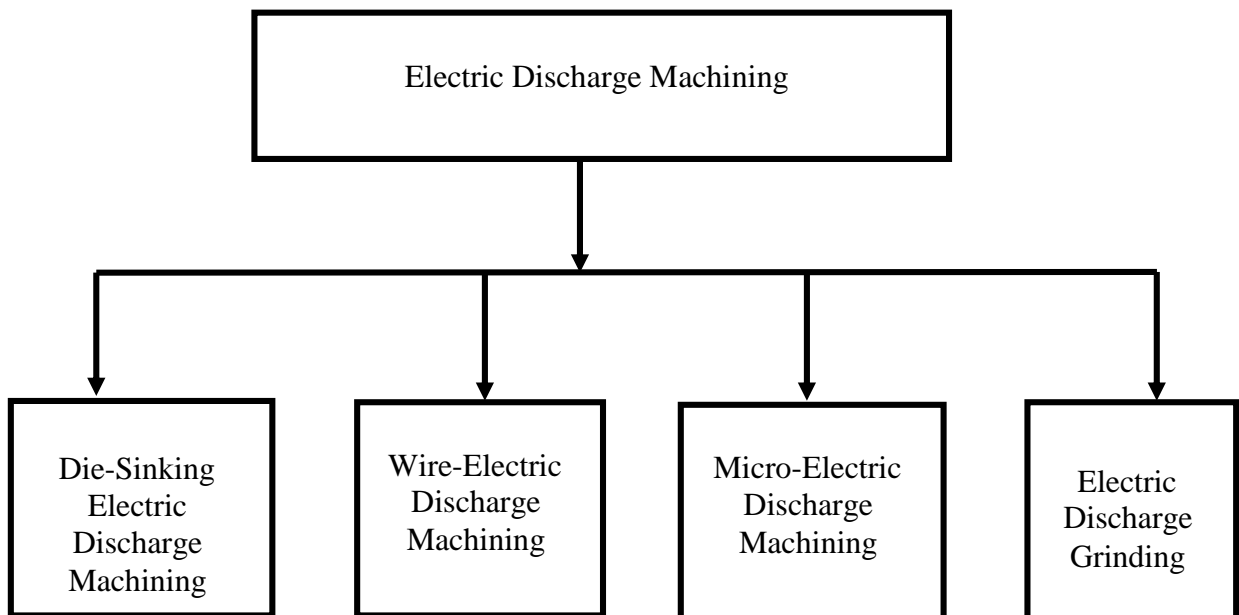 Electric Discharge Machining
Die-Sinking
Electric
Discharge
Machining
Wire-Electric
Discharge
Machining
Micro-Electric
Discharge
Machining
Electric
Discharge
Grinding